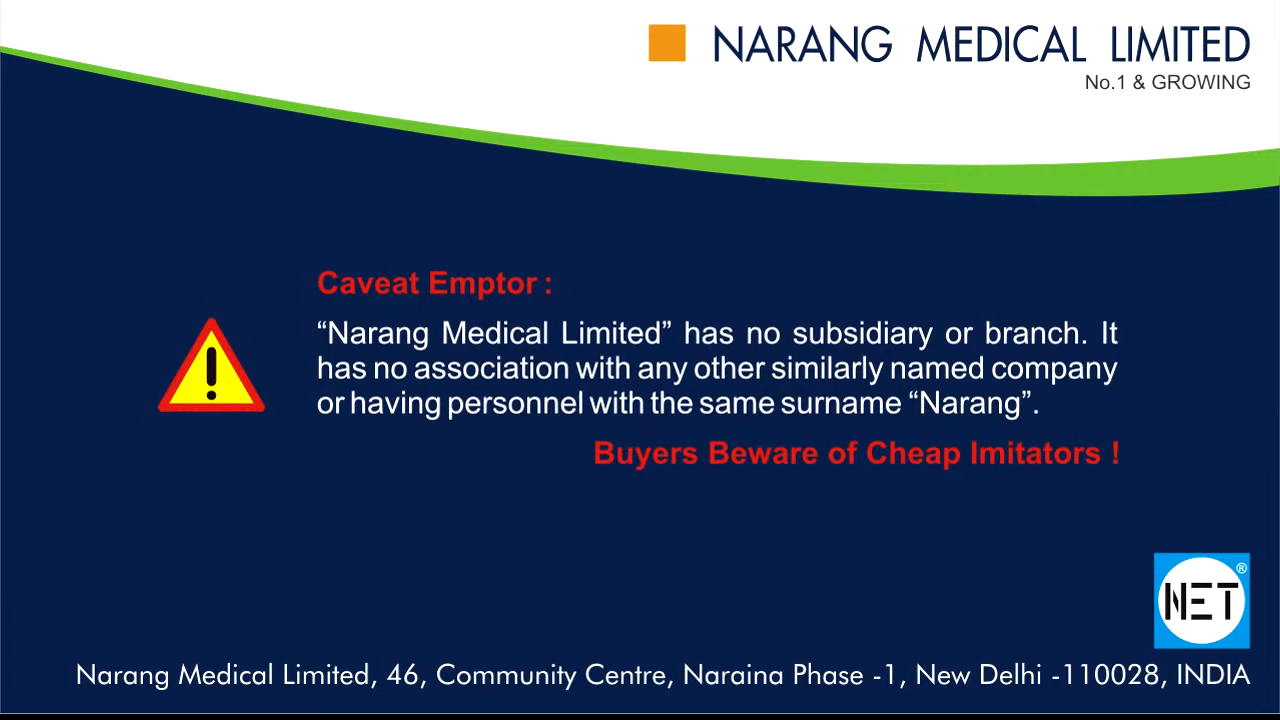 NARANG MEDICAL LIMITED
No.1 & GROWING
Caveat Emptor :
“Narang Medical Limited” has no subsidiary or branch. It
has no association with any other similarly named company
or having personnel with the same surname “Narang”.
Buyers Beware of Cheap Imitators !
NET®
Narang Medical Limited, 46, Community Centre, Naraina Phase -1, New Delhi -110028, INDIA